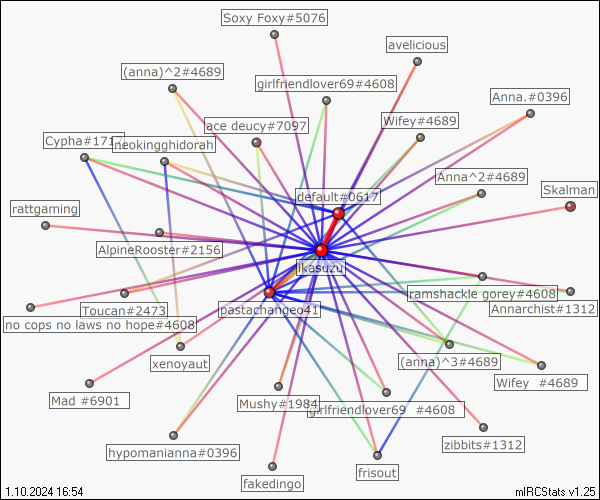 Soxy Foxy#5076
avelicious
(anna)^2#4689
girlfriendlover69#4608
Anna.#0396
ace deucy#7097
Wifey#4689
Cypha#171
neokingghidorah
Anna^2#4689
default#0617
Skalman
rattgaming
AlpineRooster#2156
ikasuzu
ramshackle gorey#4608
Toucan#2473
pastachangeo41
Annarchist#1312
no cops no laws no hope#4608
xenoyaut
(anna)^3#4689
Wifey #4689
Mad #6901
Mushy#1984
girlfriendlover69 #4608
zibbits#1312
hypomanianna#0396
frisout
fakedingo
1.10.2024 16:54
mIRCStats v1.25